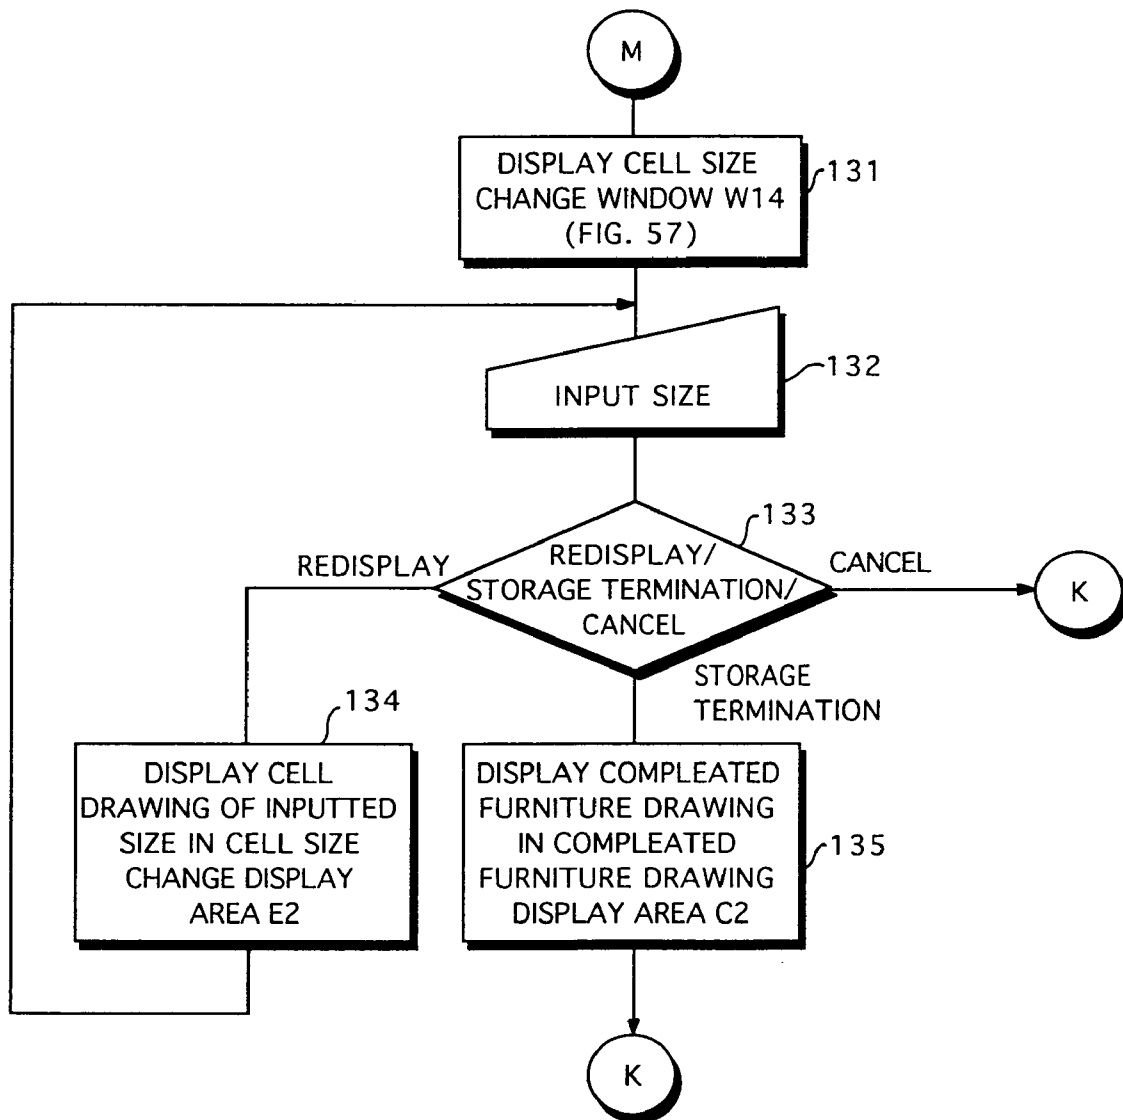 M
DISPLAY CELL SIZE
CHANGE WINDOW W14
(FIG. 57)
131
INPUT SIZE
132
133
REDISPLAY/
STORAGE TERMINATION/
CANCEL
REDISPLAY
CANCEL
K
STORAGE
TERMINATION
134
DISPLAY CELL
DRAWING OF INPUTTED
SIZE IN CELL SIZE
CHANGE DISPLAY
AREA E2
DISPLAY COMPLEATED
FURNITURE DRAWING
IN COMPLEATED
FURNITURE DRAWING
DISPLAY AREA C2
135
K